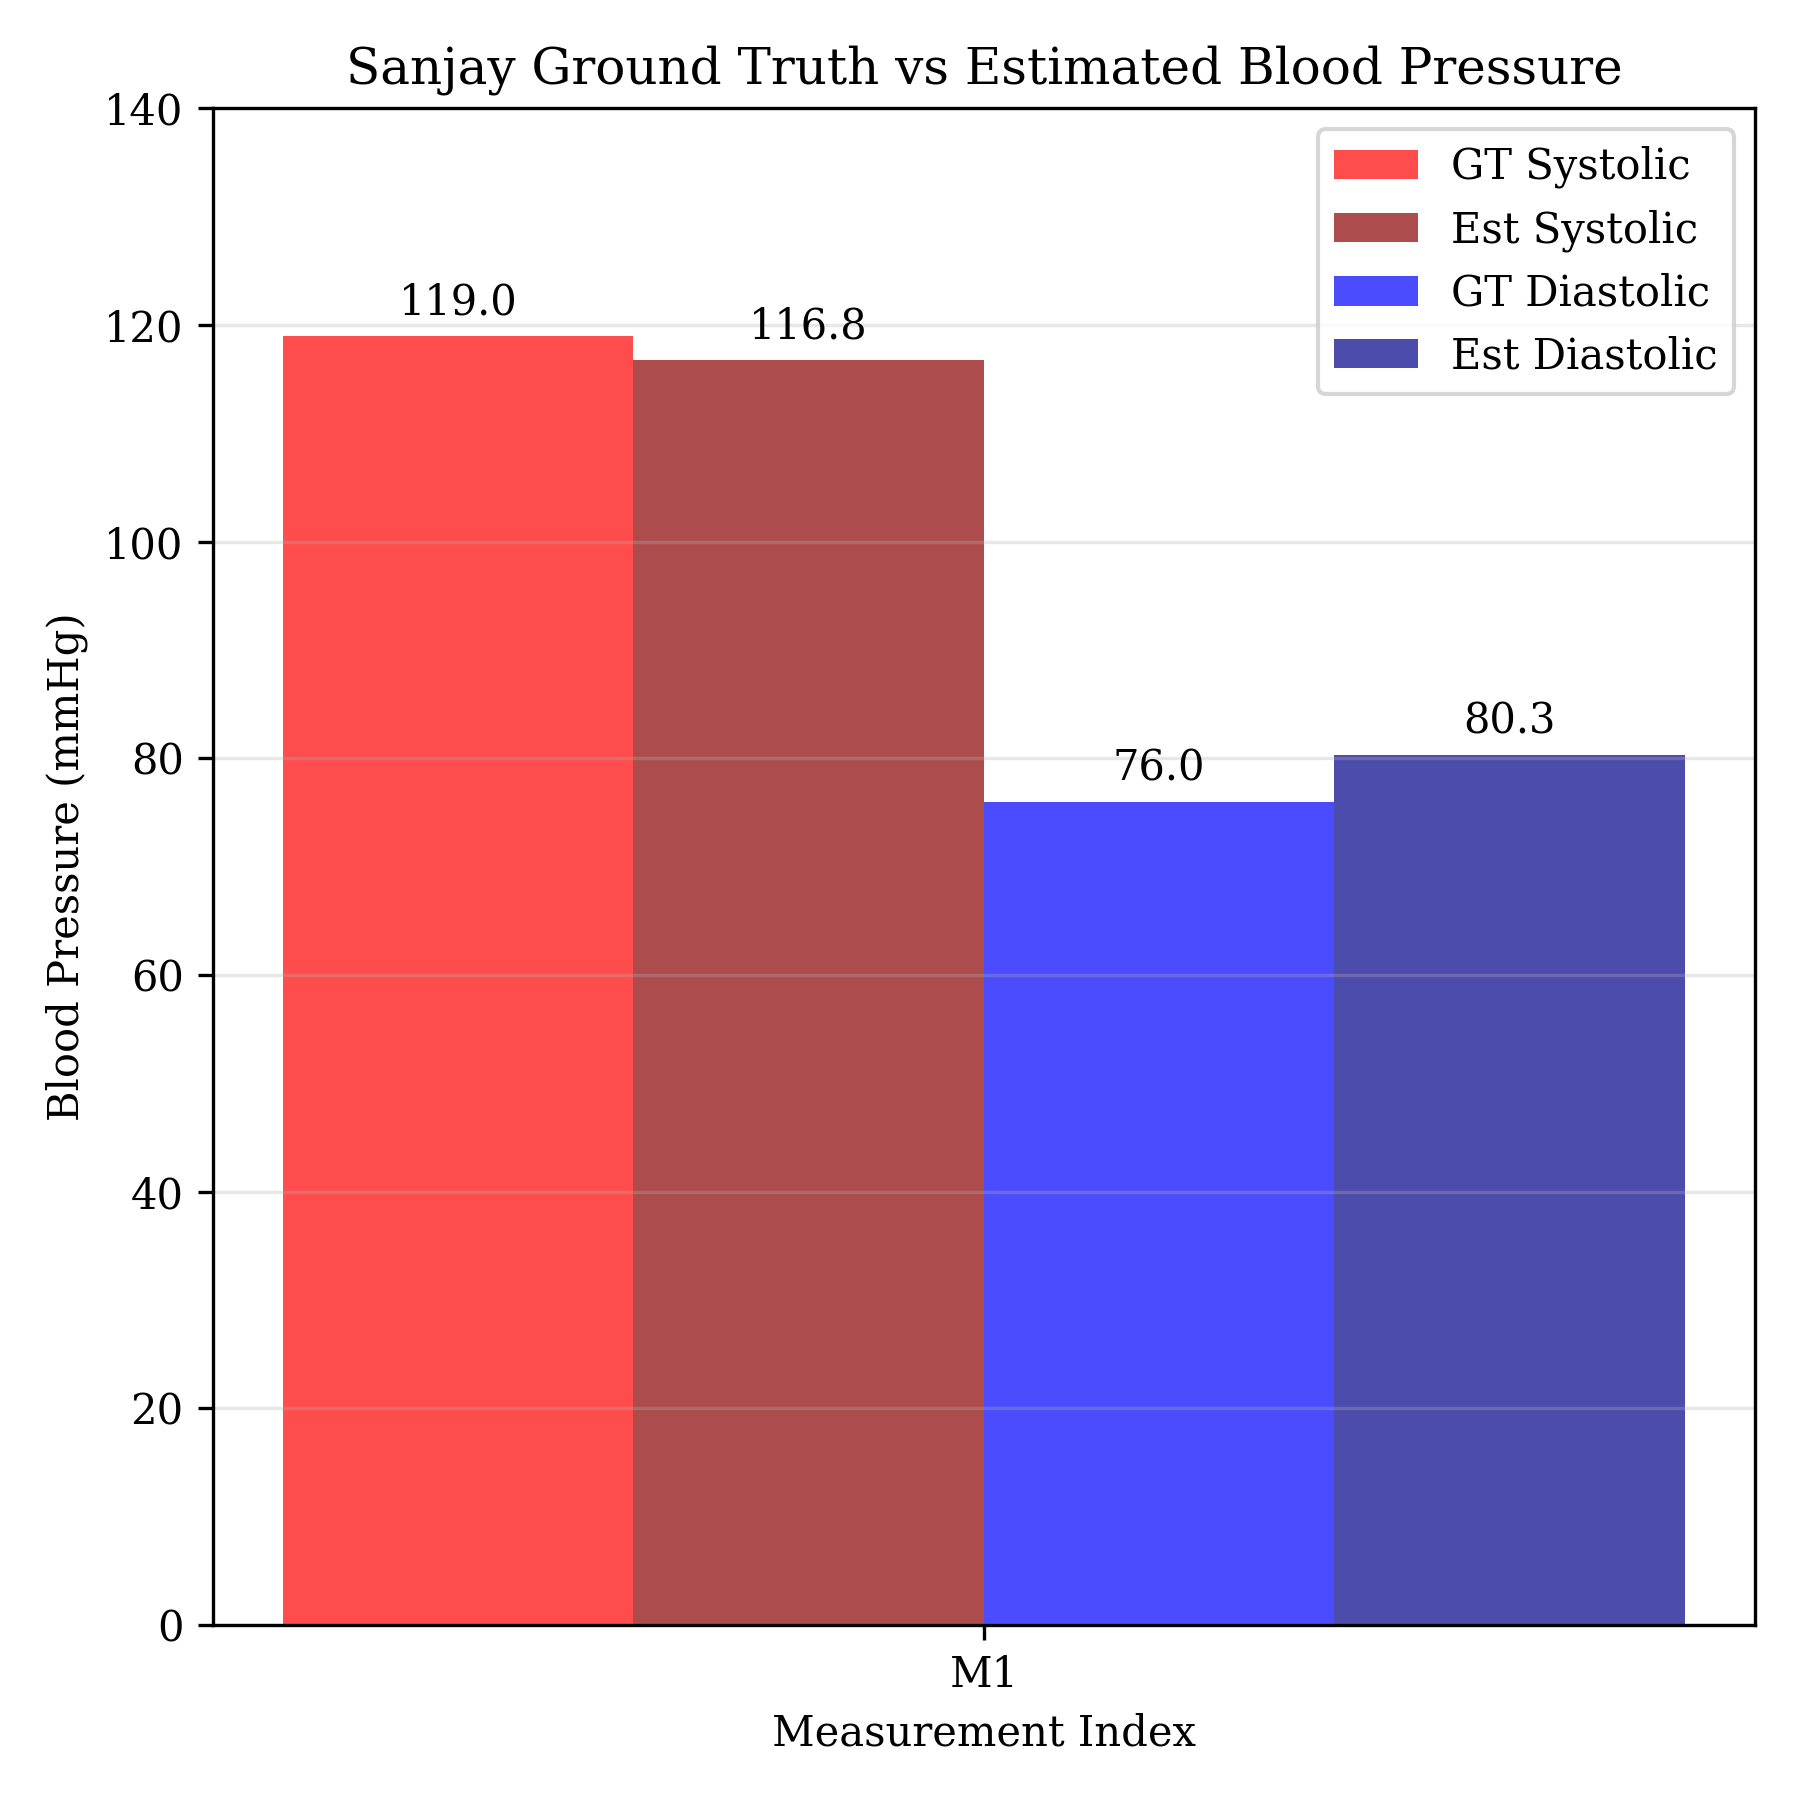 Sanjay Ground Truth vs Estimated Blood Pressure
140
120
100
80
60
40
20
0
Blood Pressure (mmHg)
GT Systolic
Est Systolic
GT Diastolic
Est Diastolic
119.0
116.8
76.0
80.3
M1
Measurement Index